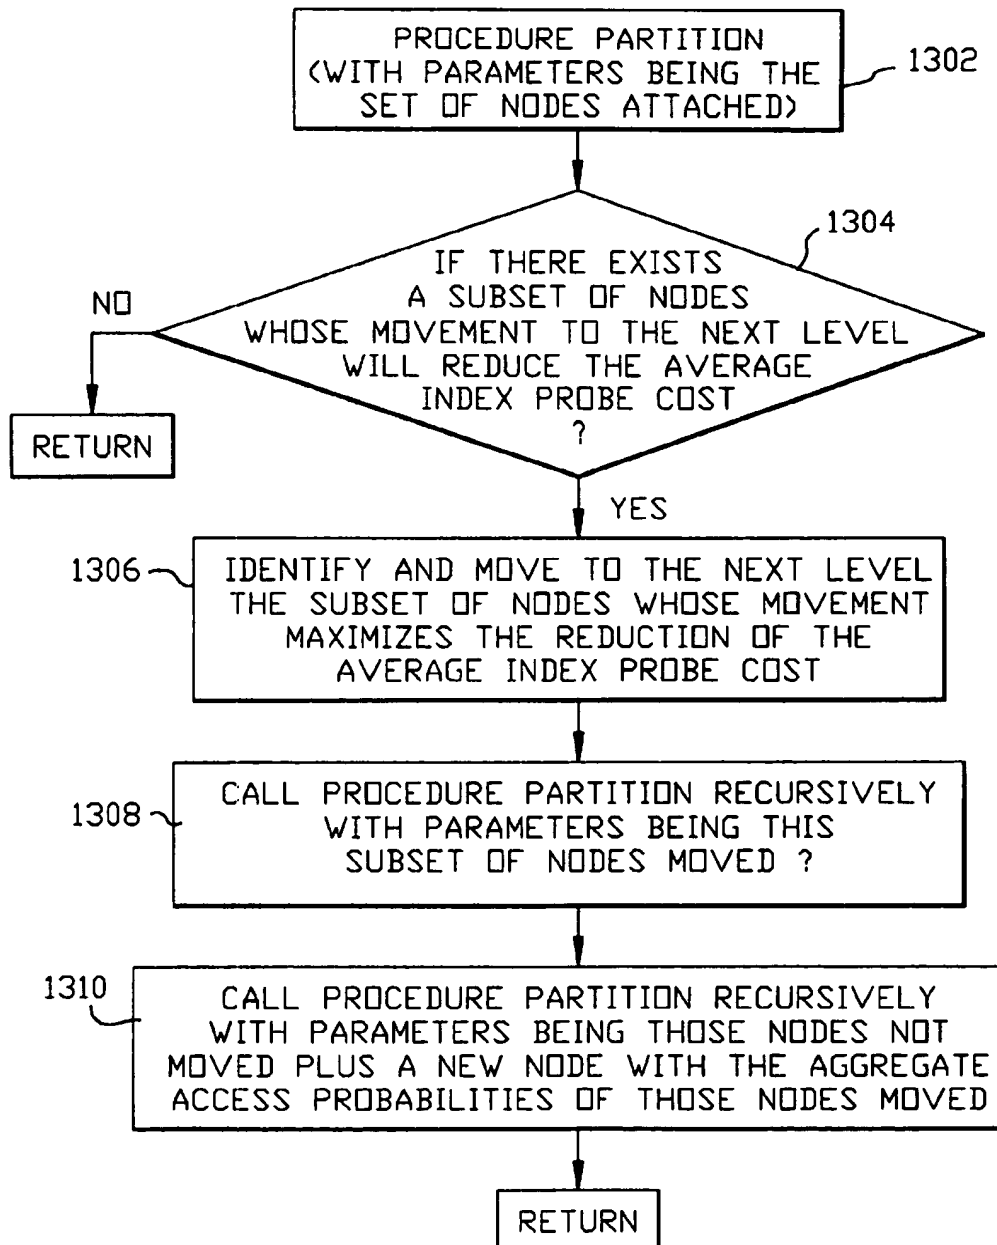 PROCEDURE PARTITION
(WITH PARAMETERS BEING THE
SET OF NODES ATTACHED)
1302
1304
IF THERE EXISTS
A SUBSET OF NODES
WHOSE MOVEMENT TO THE NEXT LEVEL
WILL REDUCE THE AVERAGE
INDEX PROBE COST
?
NO
RETURN
YES
1306
IDENTIFY AND MOVE TO THE NEXT LEVEL
THE SUBSET OF NODES WHOSE MOVEMENT
MAXIMIZES THE REDUCTION OF THE
AVERAGE INDEX PROBE COST
1308
CALL PROCEDURE PARTITION RECURSIVELY
WITH PARAMETERS BEING THIS
SUBSET OF NODES MOVED ?
1310
CALL PROCEDURE PARTITION RECURSIVELY
WITH PARAMETERS BEING THOSE NODES NOT
MOVED PLUS A NEW NODE WITH THE AGGREGATE
ACCESS PROBABILITIES OF THOSE NODES MOVED
RETURN